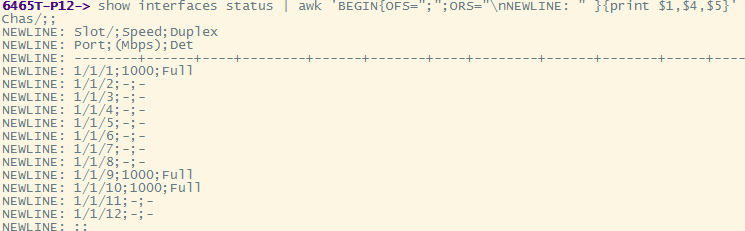 6465T-P12-> show interfaces status | awk 'BEGIN{OFS=";";ORS="\nNEWLINE: " }{print $1,$4,$5}'
Chas/;;
NEWLINE: Slot/;Speed;Duplex
NEWLINE: Port;(Mbps);Det
NEWLINE: --------+------+----+--------+------+-------+----+--------+------+------+-----+----
NEWLINE: 1/1/1;1000;Full
NEWLINE: 1/1/2;-;-
NEWLINE: 1/1/3;-;-
NEWLINE: 1/1/4;-;-
NEWLINE: 1/1/5;-;-
NEWLINE: 1/1/6;-;-
NEWLINE: 1/1/7;-;-
NEWLINE: 1/1/8;-;-
NEWLINE: 1/1/9;1000;Full
NEWLINE: 1/1/10;1000;Full
NEWLINE: 1/1/11;-;-
NEWLINE: 1/1/12;-;-
NEWLINE: ;;